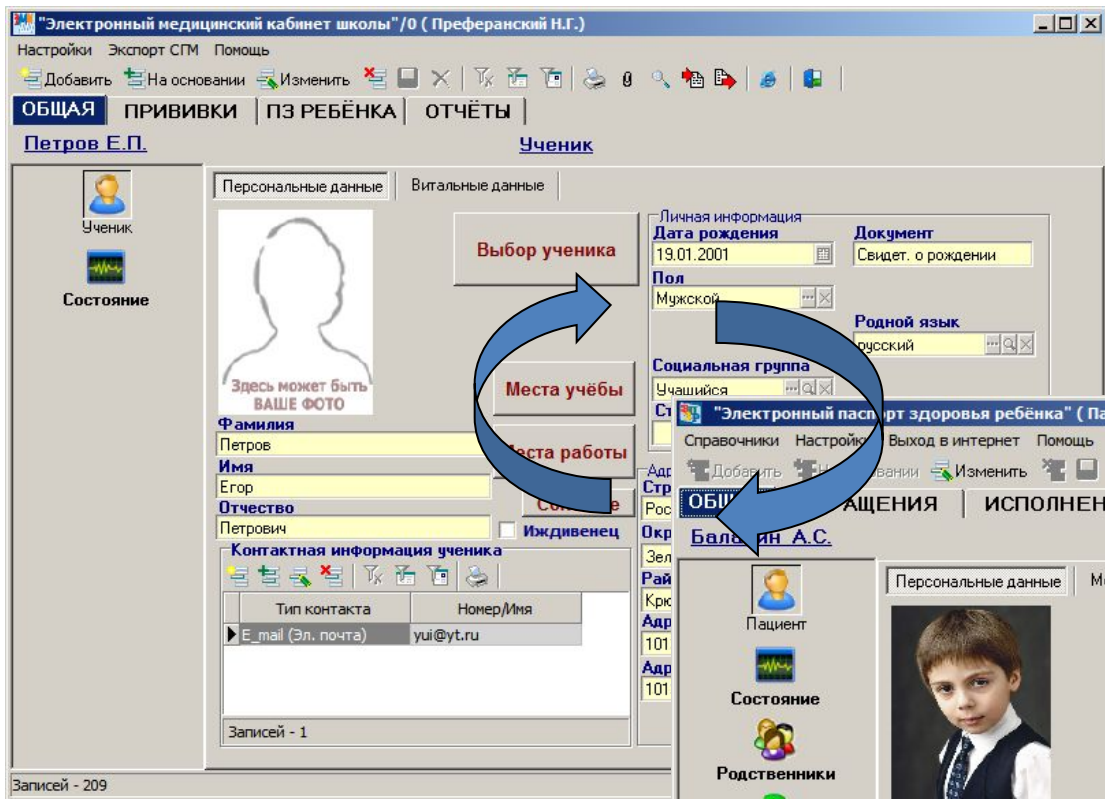 "Электронный медицинский кабинет школы"/0 ( Преферанский Н.Г.)
Настройки Экспорт СГМ Помощь
Добавить На основании Изменить
ОБЩАЯ ПРИВИВКИ ПЗ РЕБЁНКА ОТЧЁТЫ
Петров Е.П. Ученик
Ученик
Состояние
Персональные данные Витальные данные
Здесь может быть
ВАШЕ ФОТО
Выбор ученика
Места учёбы
работы
Фамилия
Петров
Имя
Егор
Отчество
Петрович
Иждивенец
Контактная информация ученика
Тип контакта Номер/Имя
E_mail (Эл. почта) yui@yt.ru
Записей - 1
Личная информация
Дата рождения Документ
19.01.2001 Свидет. о рождении
Пол
Мужской
Родной язык
русский
Социальная группа
Учащийся
101
101
Записей - 209
"Электронный паспорт здоровья ребёнка" ( Па
Справочники Настройки Выход в интернет Помощь
Добавить Изменить
ИСПОЛНЕН
А.С.
Персональные данные
Пациент
Состояние
Родственники